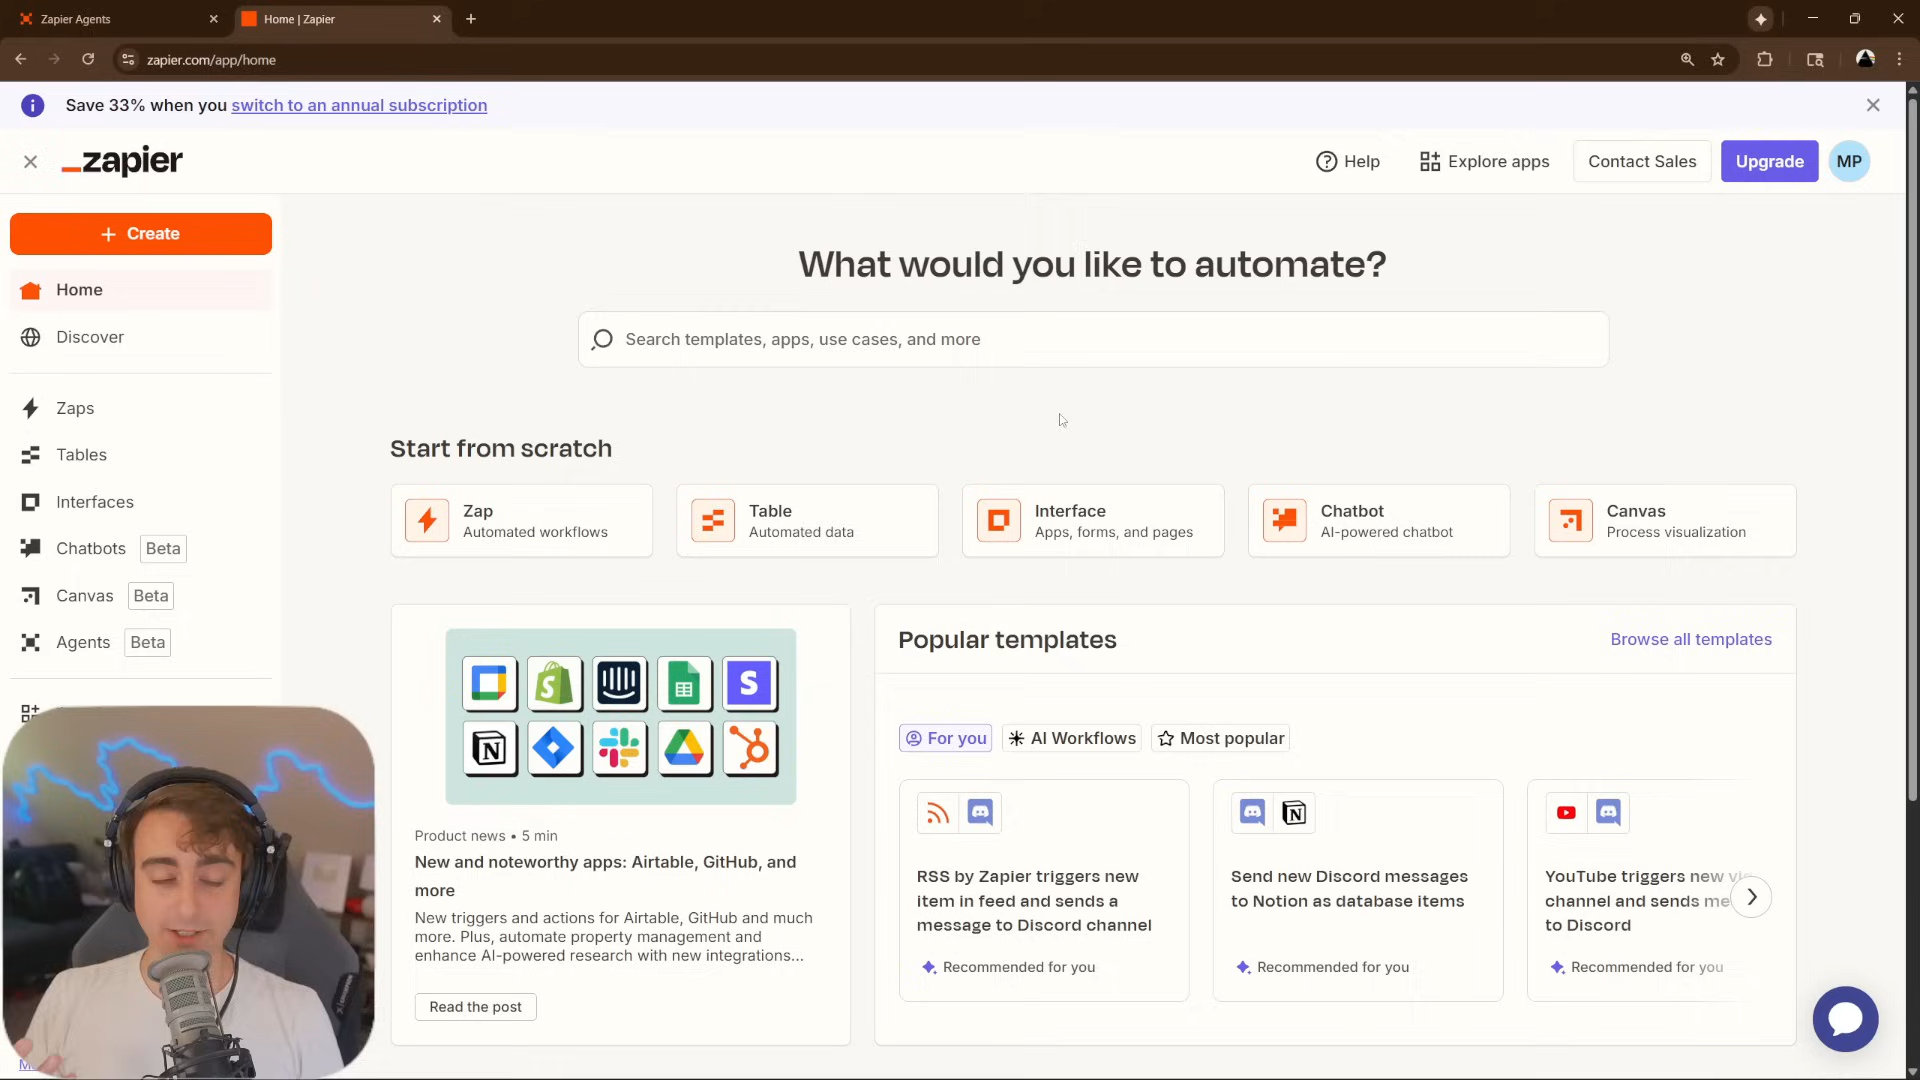 Zapier Agents
Home | Zapier
zapier.com/app/home
Save 33% when you switch to an annual subscription
zapier
Help
Explore apps
Contact Sales
Upgrade
MP
Create
Home
Discover
Zaps
Tables
Interfaces
Chatbots Beta
Canvas Beta
Agents Beta
What would you like to automate?
Search templates, apps, use cases, and more
Start from scratch
Zap
Automated workflows
Table
Automated data
Interface
Apps, forms, and pages
Chatbot
AI-powered chatbot
Canvas
Process visualization
Product news • 5 min
New and noteworthy apps: Airtable, GitHub, and
more
New triggers and actions for Airtable, GitHub and much
more. Plus, automate property management and
enhance AI-powered research with new integrations...
Read the post
Popular templates
Browse all templates
For you
AI Workflows
Most popular
RSS by Zapier triggers new
item in feed and sends a
message to Discord channel
Recommended for you
Send new Discord messages
to Notion as database items
Recommended for you
YouTube triggers new
channel and sends
to Discord
Recommended for you